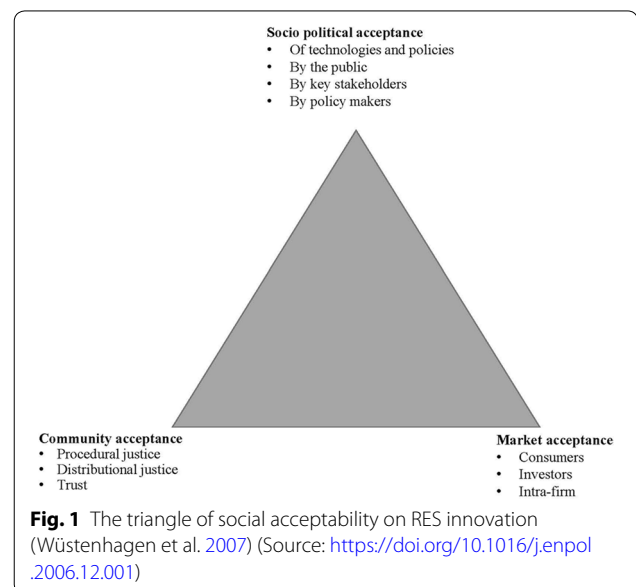 Socio political acceptance
• Of technologies and policies
• By the public
• By key stakeholders
• By policy makers
Community acceptance
• Procedural justice
• Distributional justice
• Trust
Market acceptance
• Consumers
• Investors
• Intra-firm
Fig. 1 The triangle of social acceptability on RES innovation
(Wüstenhagen et al. 2007) (Source: https://doi.org/10.1016/j.enpol
.2006.12.001)